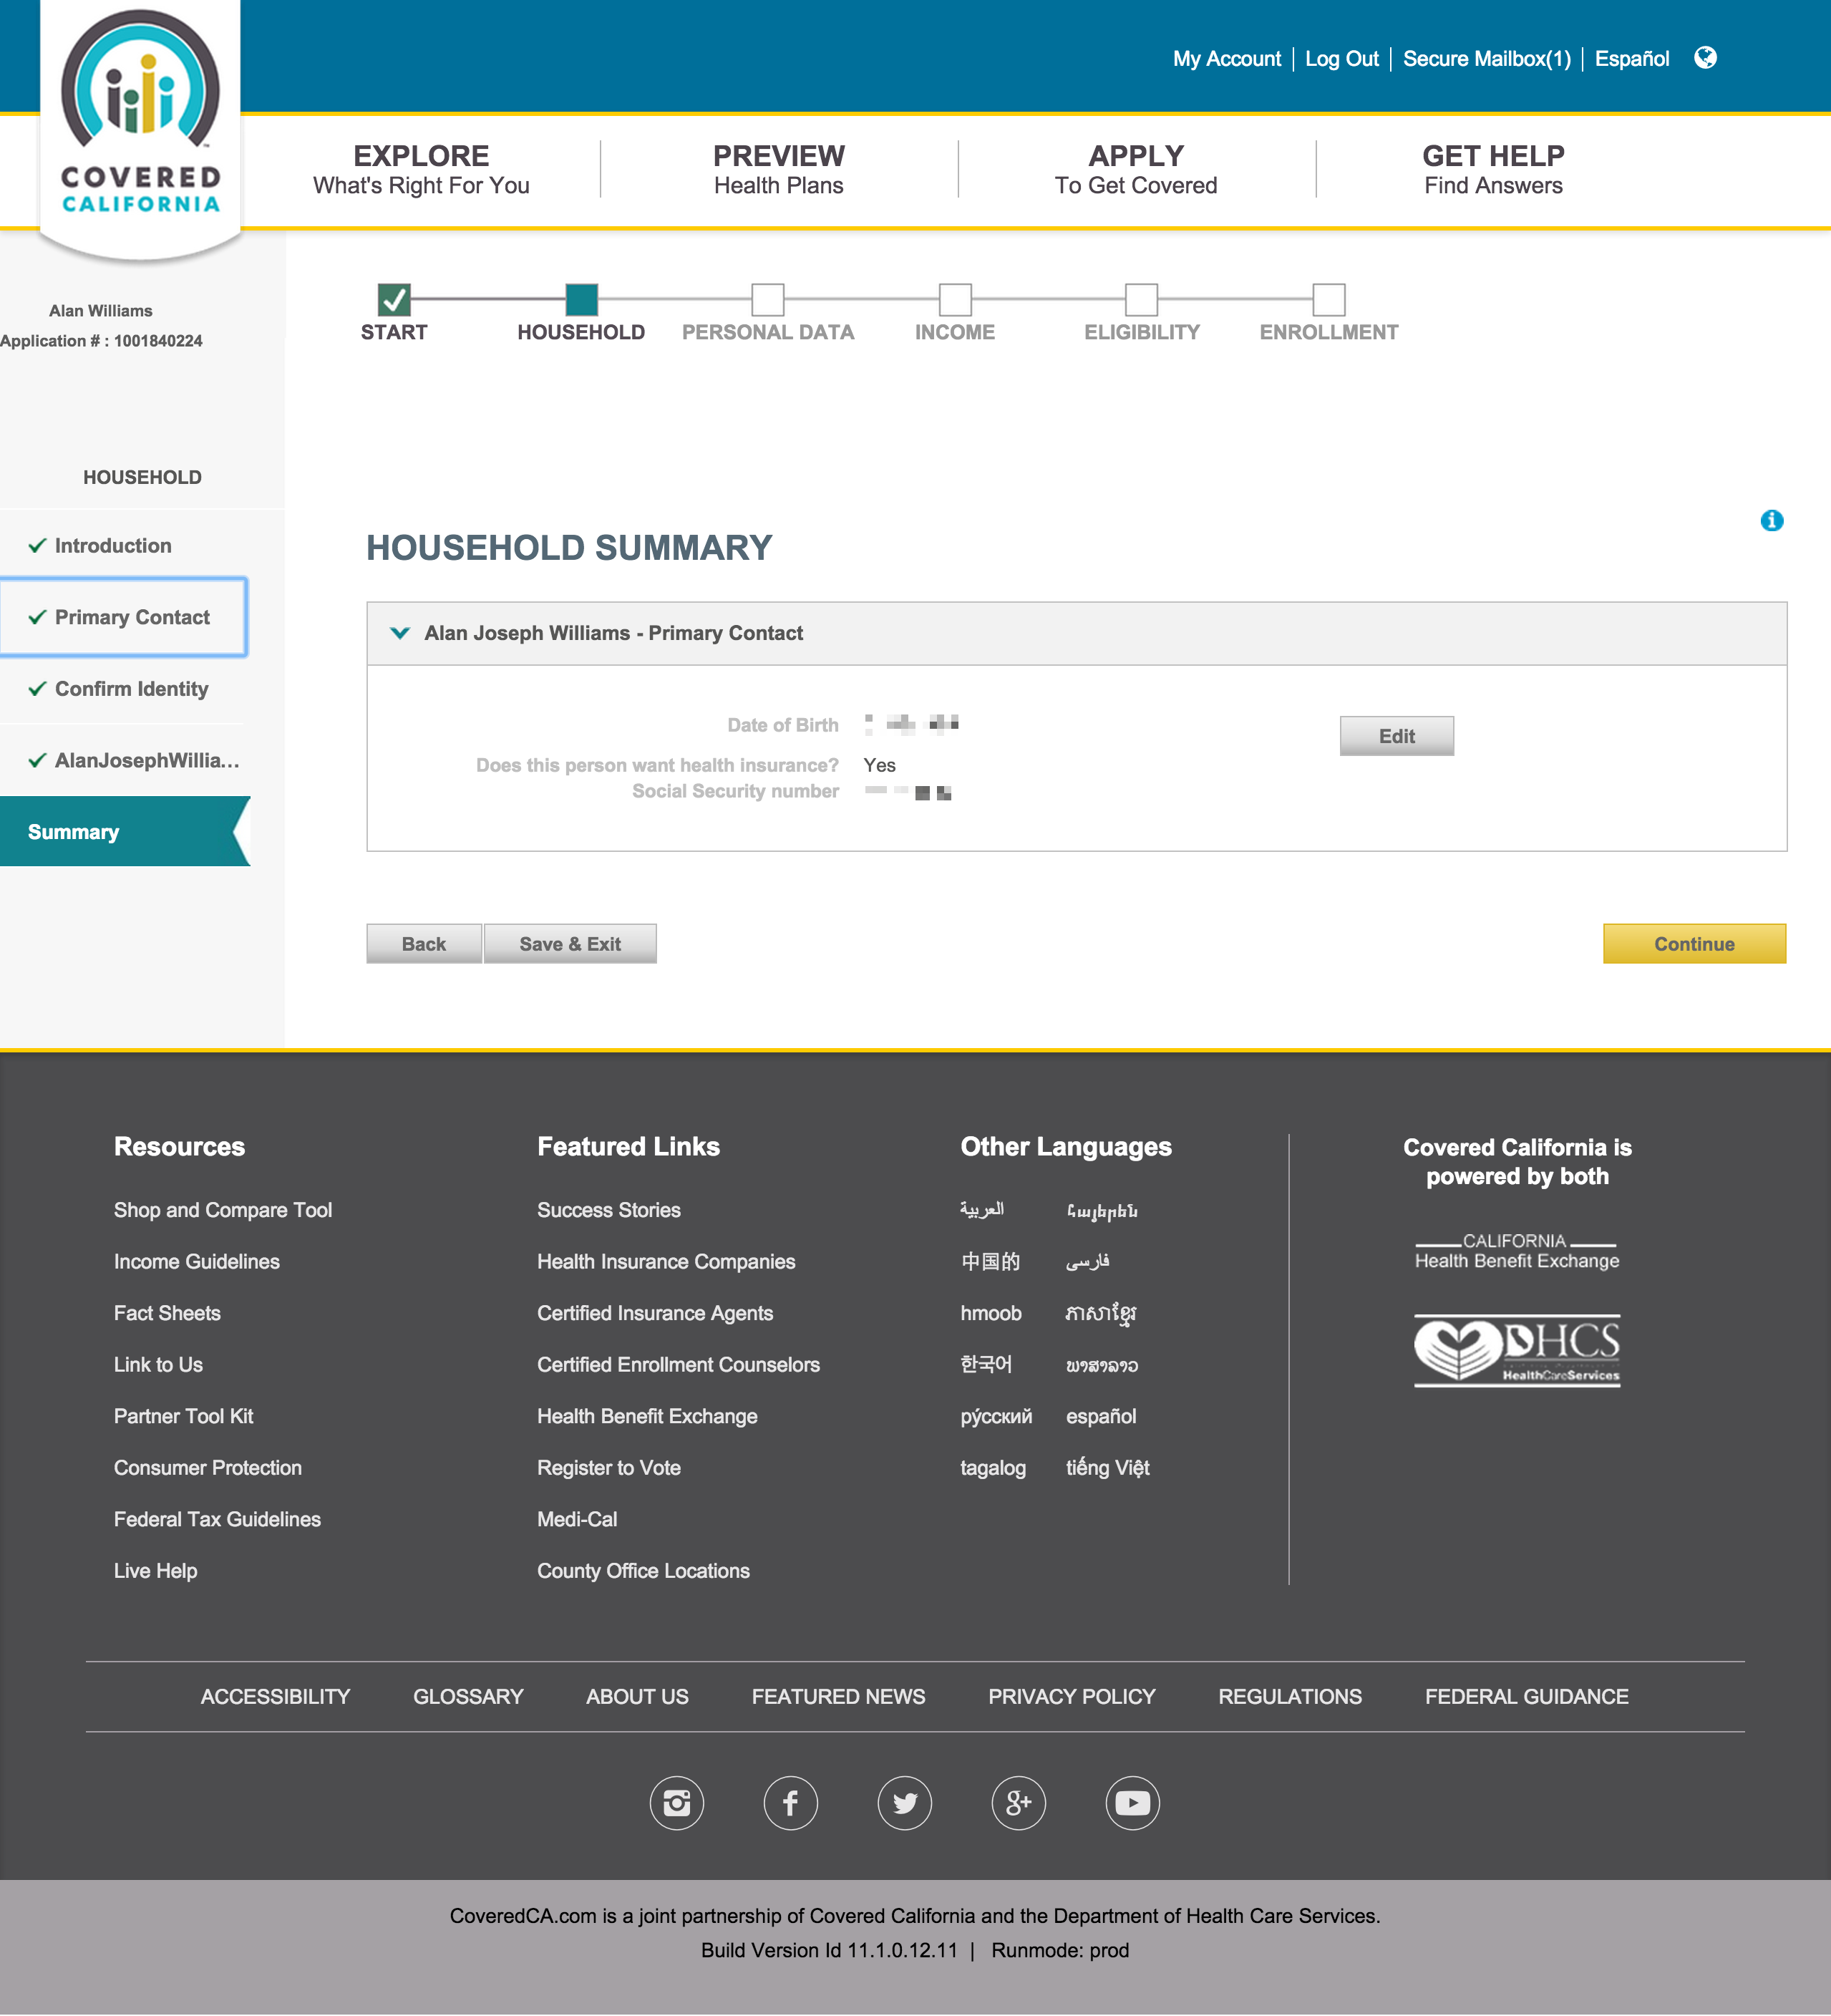 My Account | Log Out | Secure Mailbox(1) | Español
COVERED
CALIFORNIA
EXPLORE
What's Right For You
PREVIEW
Health Plans
APPLY
To Get Covered
GET HELP
Find Answers
Alan Williams
Application # : 1001840224
START
HOUSEHOLD
PERSONAL DATA
INCOME
ELIGIBILITY
ENROLLMENT
HOUSEHOLD
Introduction
Primary Contact
Confirm Identity
AlanJosephWillia...
Summary
HOUSEHOLD SUMMARY
Alan Joseph Williams - Primary Contact
Date of Birth
Does this person want health insurance? Yes
Social Security number
Edit
Back
Save & Exit
Continue
Resources
Shop and Compare Tool
Income Guidelines
Fact Sheets
Link to Us
Partner Tool Kit
Consumer Protection
Federal Tax Guidelines
Live Help
Featured Links
Success Stories
Health Insurance Companies
Certified Insurance Agents
Certified Enrollment Counselors
Health Benefit Exchange
Register to Vote
Medi-Cal
County Office Locations
Other Languages
العربية
Հայերեն
中国的
فارسی
hmoob
ភាសាខ្មែរ
한국어
ພາສາລາວ
ру́сский
español
tagalog
tiếng Việt
Covered California is
powered by both
CALIFORNIA
Health Benefit Exchange
DHCS
HealthCareServices
ACCESSIBILITY
GLOSSARY
ABOUT US
FEATURED NEWS
PRIVACY POLICY
REGULATIONS
FEDERAL GUIDANCE
CoveredCA.com is a joint partnership of Covered California and the Department of Health Care Services.
Build Version Id 11.1.0.12.11 | Runmode: prod